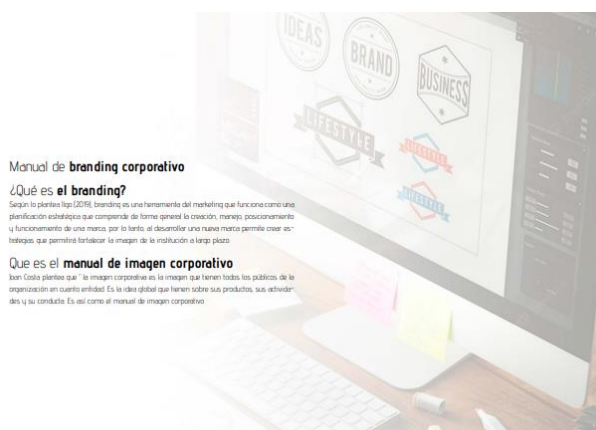 IDEAS
BRAND
BUSINESS
LIFESTYLE
LIFESTYLE
LIFESTYLE
Manual de branding corporativo
¿Qué es el branding?
Según lo plantea Ilgo (2019), branding es una herramienta del marketing que funciona como una
planificación estratégica que comprende de forma general la creación, manejo, posicionamiento
y funcionamiento de una marca, por lo tanto, al desarrollar una nueva marca permite crear es-
trategias que permitirá fortalecer la imagen de la institución a largo plazo.
Que es el manual de imagen corporativo
Joan Costa plantea que " la imagen corporativa es la imagen que tienen todos los públicos de la
organización en cuanto entidad. Es la idea global que tienen sobre sus productos, sus activida-
des y su conducta. Es así como el manual de imagen corporativo